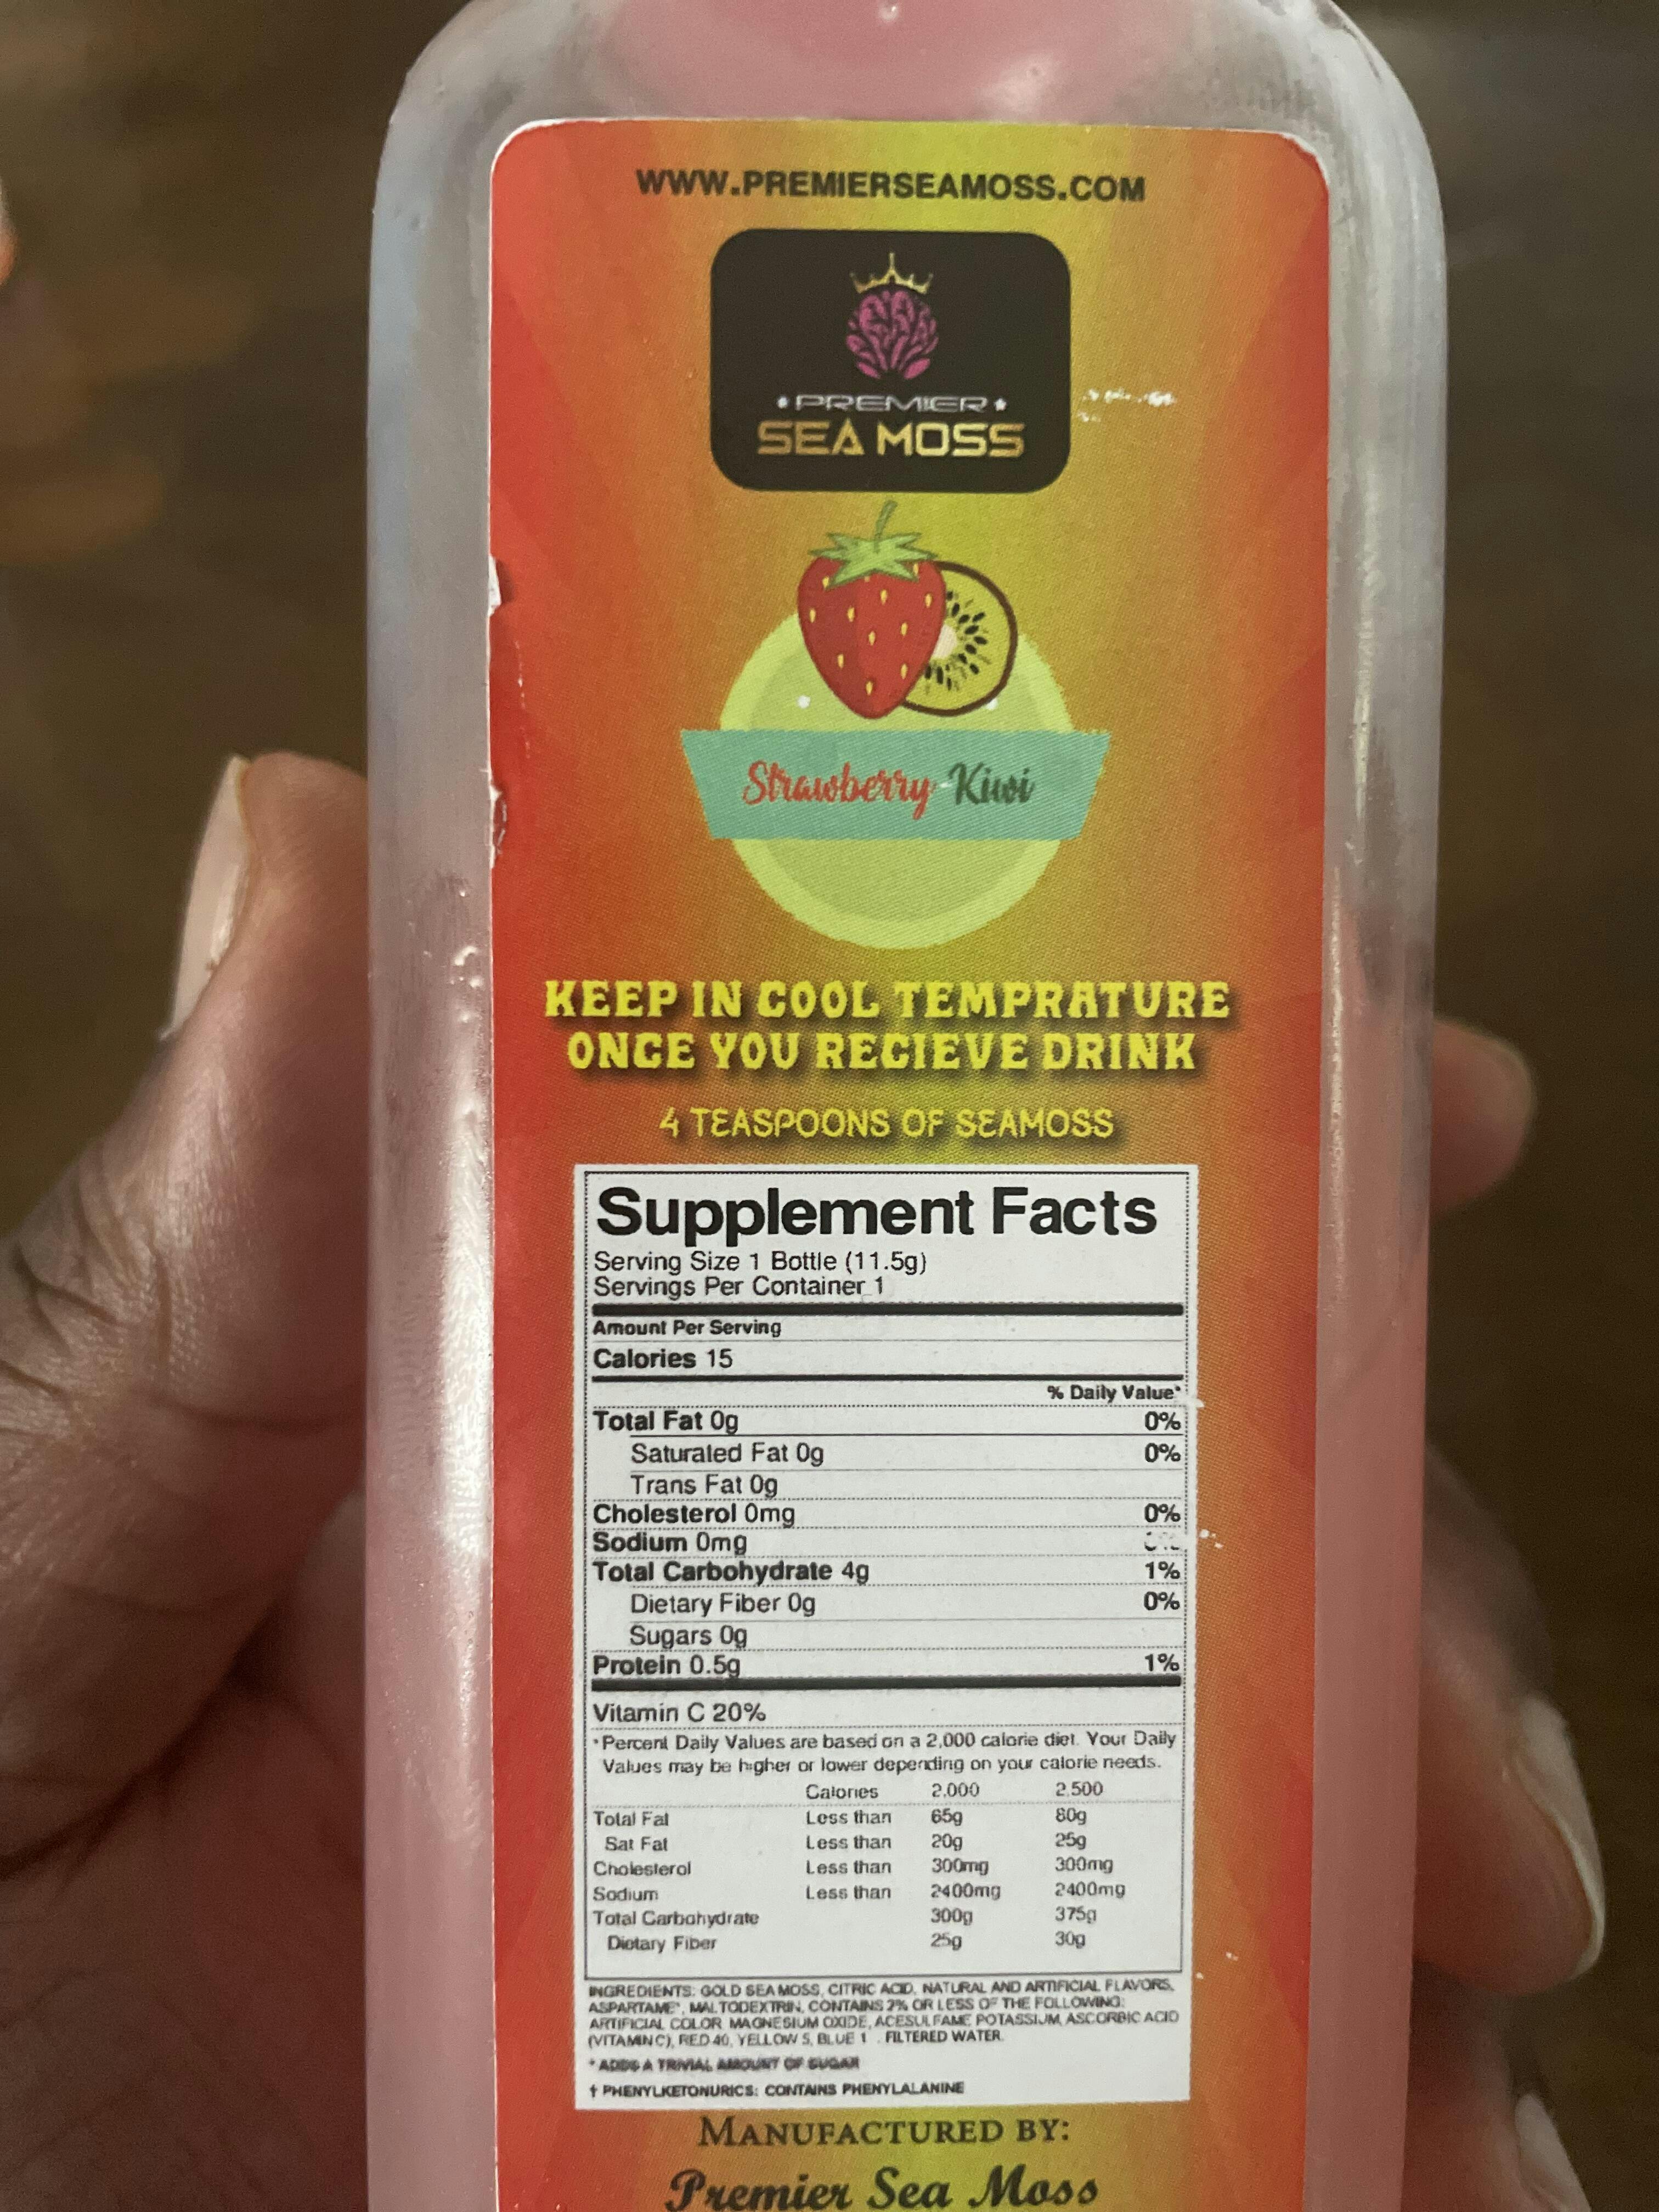 WWW.PREMIERSEAMOSS.COM
PREMIER
SEA MOSS
Strawberry-Kiwi
KEEP IN COOL TEMPRATURE
ONCE YOU RECIEVE DRINK
4 TEASPOONS OF SEAMOSS
Supplement Facts
Serving Size 1 Bottle (11.5g)
Servings Per Container 1
Amount Per Serving
Calories 15
% Daily Value*
Total Fat 0g 0%
Saturated Fat 0g 0%
Trans Fat 0g
Cholesterol 0mg 0%
Sodium 0mg
Total Carbohydrate 4g 1%
Dietary Fiber 0g 0%
Sugars 0g
Protein 0.5g 1%
Vitamin C 20%
*Percent Daily Values are based on a 2,000 calorie diet. Your Daily
Values may be higher or lower depending on your calorie needs.
Calories 2,000 2,500
Total Fat Less than 65g 80g
Sat Fat Less than 20g 25g
Cholesterol Less than 300mg 300mg
Sodium Less than 2400mg 2400mg
Total Carbohydrate 300g 375g
Dietary Fiber 25g 30g
INGREDIENTS: GOLD SEA MOSS, CITRIC ACID, NATURAL AND ARTIFICIAL FLAVORS,
ASPARTAME*, MALTODEXTRIN, CONTAINS 2% OR LESS OF THE FOLLOWING:
ARTIFICIAL COLOR, MAGNESIUM OXIDE, ACESULFAME POTASSIUM, ASCORBIC ACID
(VITAMIN C), RED 40, YELLOW 5, BLUE 1 . FILTERED WATER.
* ADDS A TRIVIAL AMOUNT OF SUGAR
† PHENYLKETONURICS: CONTAINS PHENYLALANINE
MANUFACTURED BY:
Premier Sea Moss